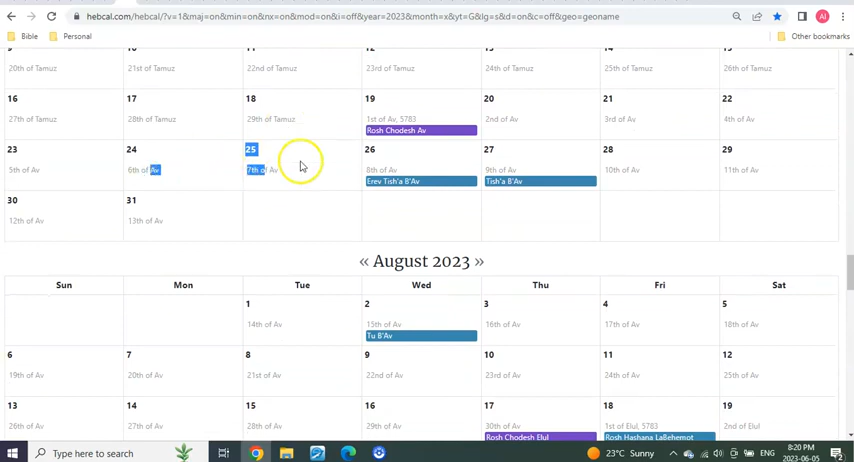 hebcal.com/hebcal/?v=1&maj=on&min=on&nx=on&mod=on&i=off&year=2023&month=x&yt=G&lg=s&d=on&c=off&geo=geoname
AI
Bible Personal Other bookmarks
20th of Tamuz 21st of Tamuz 22nd of Tamuz 23rd of Tamuz 24th of Tamuz 25th of Tamuz 26th of Tamuz
16 17 18 19 20 21 22
27th of Tamuz 28th of Tamuz 29th of Tamuz 1st of Av, 5783 2nd of Av 3rd of Av 4th of Av
Rosh Chodesh Av
23 24 25 26 27 28 29
5th of Av 6th of Av 7th of Av 8th of Av 9th of Av 10th of Av 11th of Av
Erev Tish'a B'Av Tish'a B'Av
30 31
12th of Av 13th of Av
« August 2023 »
Sun Mon Tue Wed Thu Fri Sat
1 2 3 4 5
14th of Av 15th of Av 16th of Av 17th of Av 18th of Av
Tu B'Av
6 7 8 9 10 11 12
19th of Av 20th of Av 21st of Av 22nd of Av 23rd of Av 24th of Av 25th of Av
13 14 15 16 17 18 19
26th of Av 27th of Av 28th of Av 29th of Av 30th of Av 1st of Elul, 5783 2nd of Elul
Rosh Chodesh Elul Rosh Hashana LaBehemot
Type here to search 23°C Sunny ENG 8:20 PM
2023-06-05 2